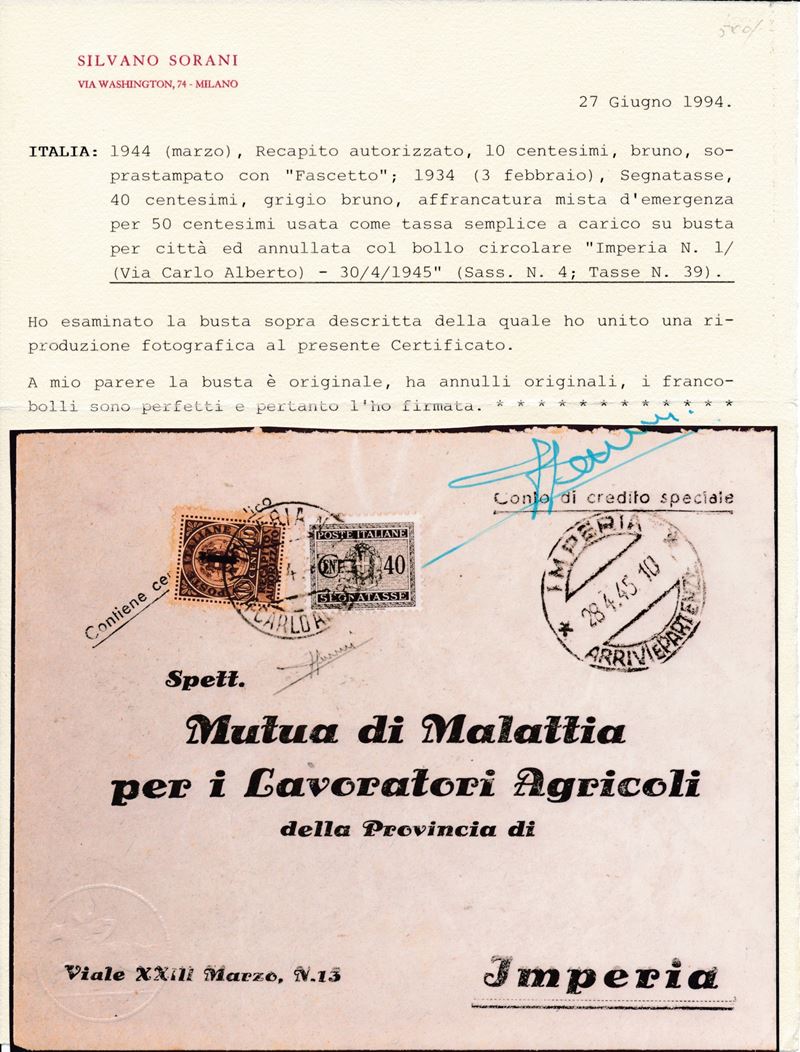 SILVANO SORANI
VIA WASHINGTON, 74 - MILANO
27 Giugno 1994.
ITALIA: 1944 (marzo), Recapito autorizzato, 10 centesimi, bruno, so-
prastampato con "Fascetto"; 1934 (3 febbraio), Segnatasse,
40 centesimi, grigio bruno, affrancatura mista d'emergenza
per 50 centesimi usata come tassa semplice a carico su busta
per città ed annullata col bollo circolare "Imperia N. 1/
(Via Carlo Alberto) - 30/4/1945" (Sass. N. 4; Tasse N. 39).
Ho esaminato la busta sopra descritta della quale ho unito una ri-
produzione fotografica al presente Certificato.
A mio parere la busta è originale, ha annulli originali, i franco-
bolli sono perfetti e pertanto l'ho firmata. * * * * * * * * * * * *
Conto di credito speciale
POSTE ITALIANE
CENT 40
SEGNATASSE
Contiene
IMPERIA
28.4.45.10
* ARRIVI E PARTENZE
Spett.
Mutua di Malattia
per i Lavoratori Agricoli
della Provincia di
Viale XXIII Marzo, N.13
Imperia